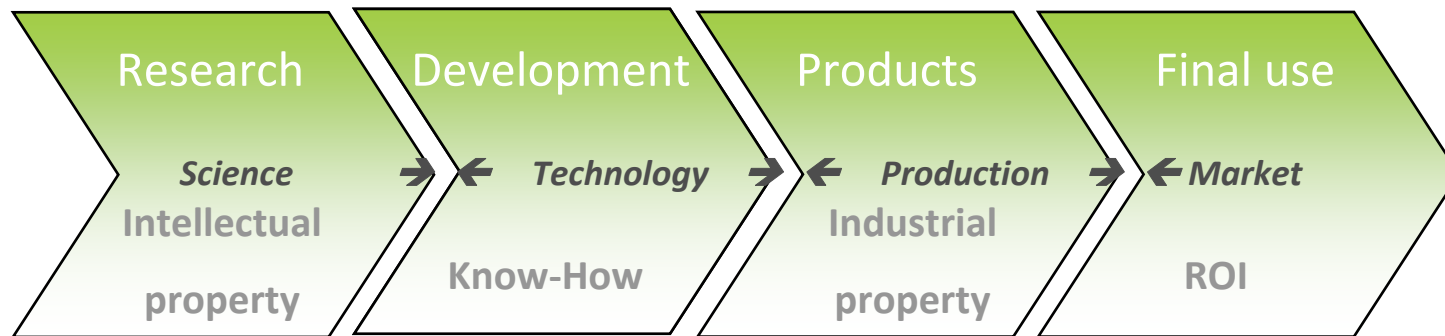 Research
Development
Products
Final use
Science
Technology
Production
Market
Intellectual
property
Know-How
Industrial
property
ROI